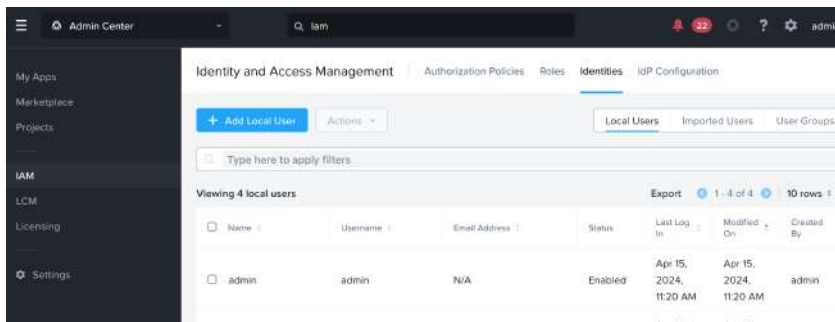 Admin Center
Iam
22
?
admi
My Apps
Marketplace
Projects
IAM
LCM
Licensing
Settings
Identity and Access Management
Authorization Policies
Roles
Identities
IdP Configuration
+ Add Local User
Actions
Local Users
Imported Users
User Groups
Type here to apply filters
Viewing 4 local users
Export
1 - 4 of 4
10 rows
Name
Username
Email Address
Status
Last Log In
Modified On
Created By
admin
admin
N/A
Enabled
Apr 15, 2024, 11:20 AM
Apr 15, 2024, 11:20 AM
admin